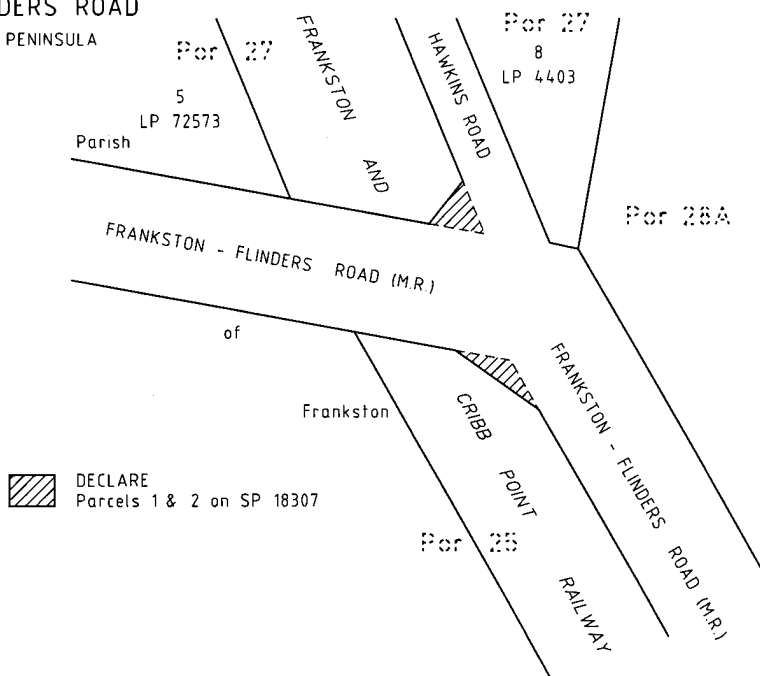 DERS ROAD
PENINSULA
Por 27
5
LP 72573
Parish
FRANKSTON AND
HAWKINS ROAD
Por 27
8
LP 4403
Por 28A
FRANKSTON - FLINDERS ROAD (M.R.)
of
Frankston
CRIBB POINT RAILWAY
FRANKSTON - FLINDERS ROAD (M.R.)
DECLARE
Parcels 1 & 2 on SP 18307
Por 25